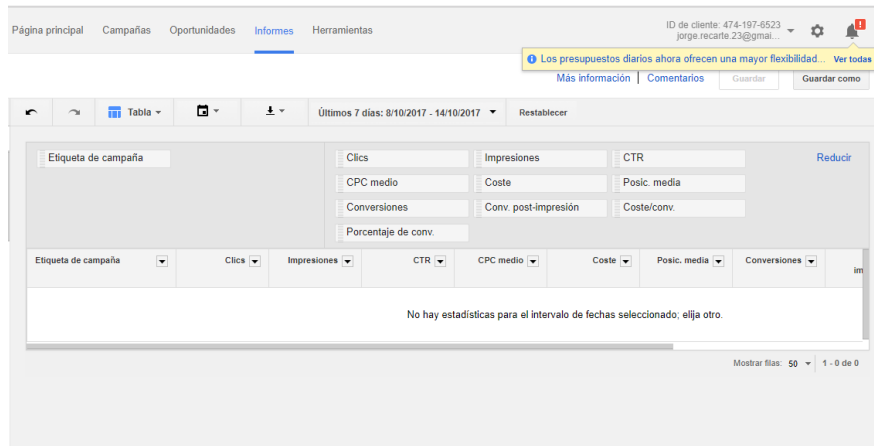 Página principal Campañas Oportunidades Informes Herramientas
ID de cliente: 474-197-6523
jorge.recarte.23@gmai...
Los presupuestos diarios ahora ofrecen una mayor flexibilidad... Ver todas
Más información Comentarios Guardar Guardar como
Tabla Últimos 7 días: 8/10/2017 - 14/10/2017 Restablecer
Etiqueta de campaña Clics Impresiones CTR Reducir
CPC medio Coste Posic. media
Conversiones Conv. post-impresión Coste/conv.
Porcentaje de conv.
Etiqueta de campaña Clics Impresiones CTR CPC medio Coste Posic. media Conversiones
im
No hay estadísticas para el intervalo de fechas seleccionado; elija otro.
Mostrar filas: 50 1 - 0 de 0